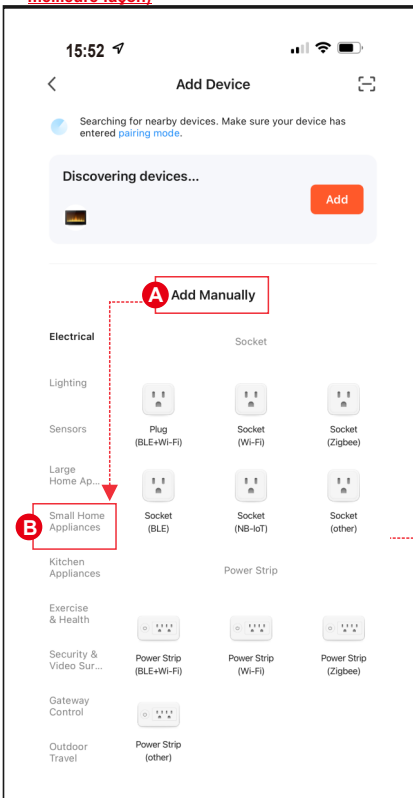 meilleure façon)
15:52
Add Device
Searching for nearby devices. Make sure your device has
entered pairing mode.
Discovering devices...
Add
A
Add Manually
Electrical
Socket
Lighting
Sensors
Plug
(BLE+Wi-Fi)
Socket
(Wi-Fi)
Socket
(Zigbee)
Large
Home Ap...
B
Small Home
Appliances
Socket
(BLE)
Socket
(NB-IoT)
Socket
(other)
Kitchen
Appliances
Power Strip
Exercise
& Health
Security &
Video Sur...
Power Strip
(BLE+Wi-Fi)
Power Strip
(Wi-Fi)
Power Strip
(Zigbee)
Gateway
Control
Outdoor
Travel
Power Strip
(other)